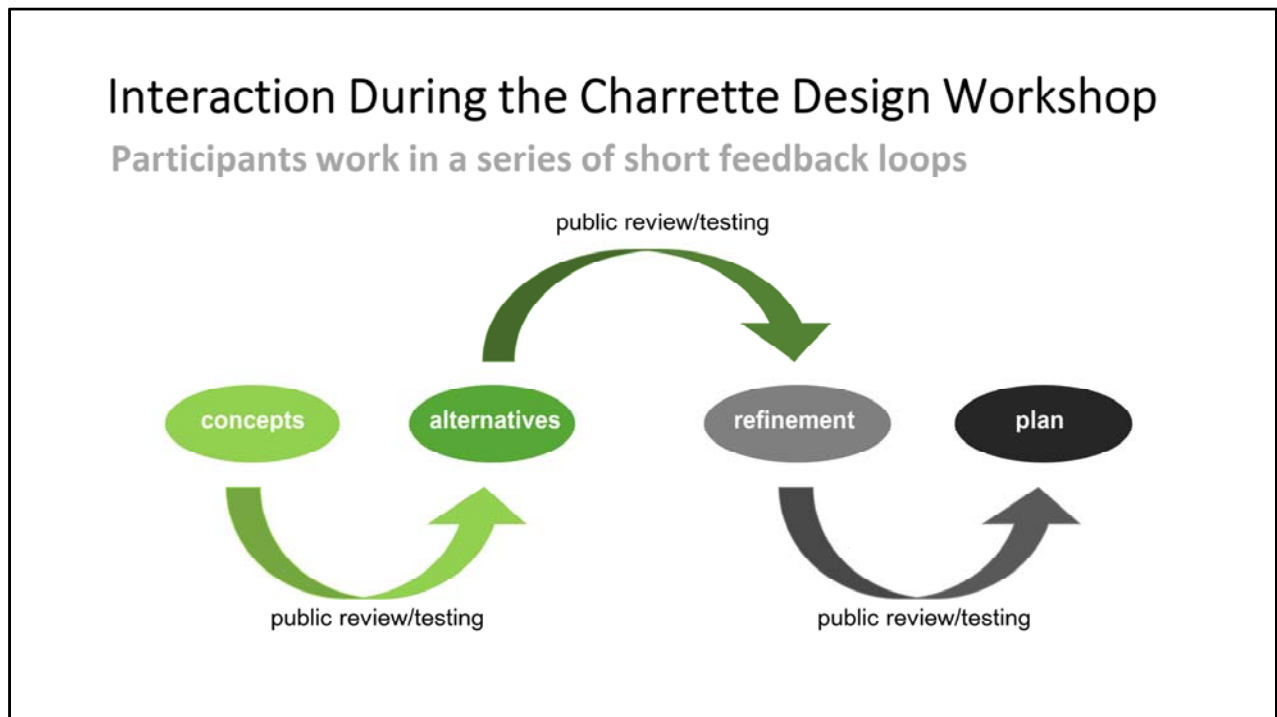 Interaction During the Charrette Design Workshop
Participants work in a series of short feedback loops
public review/testing
concepts
alternatives
refinement
plan
public review/testing
public review/testing